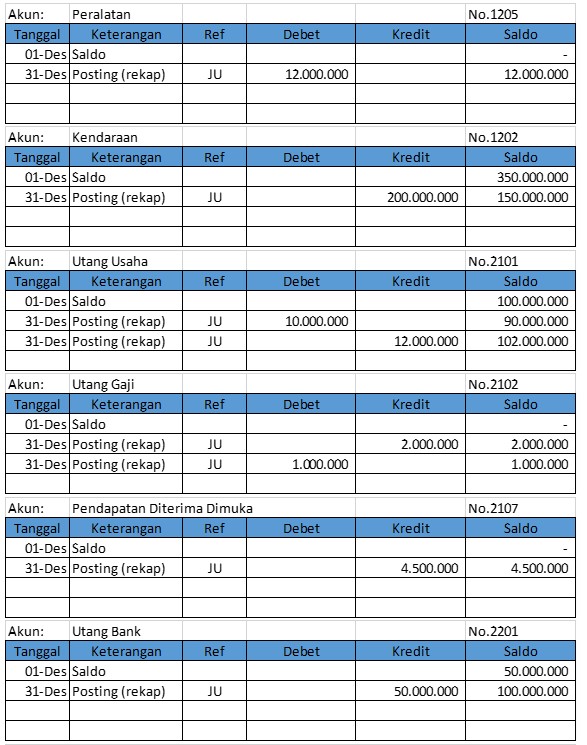 Akun: Peralatan No.1205
Tanggal Keterangan Ref Debet Kredit Saldo
01-Des Saldo -
31-Des Posting (rekap) JU 12.000.000 12.000.000
Akun: Kendaraan No.1202
Tanggal Keterangan Ref Debet Kredit Saldo
01-Des Saldo 350.000.000
31-Des Posting (rekap) JU 200.000.000 150.000.000
Akun: Utang Usaha No.2101
Tanggal Keterangan Ref Debet Kredit Saldo
01-Des Saldo 100.000.000
31-Des Posting (rekap) JU 10.000.000 90.000.000
31-Des Posting (rekap) JU 12.000.000 102.000.000
Akun: Utang Gaji No.2102
Tanggal Keterangan Ref Debet Kredit Saldo
01-Des Saldo -
31-Des Posting (rekap) JU 2.000.000 2.000.000
31-Des Posting (rekap) JU 1.000.000 1.000.000
Akun: Pendapatan Diterima Dimuka No.2107
Tanggal Keterangan Ref Debet Kredit Saldo
01-Des Saldo -
31-Des Posting (rekap) JU 4.500.000 4.500.000
Akun: Utang Bank No.2201
Tanggal Keterangan Ref Debet Kredit Saldo
01-Des Saldo 50.000.000
31-Des Posting (rekap) JU 50.000.000 100.000.000